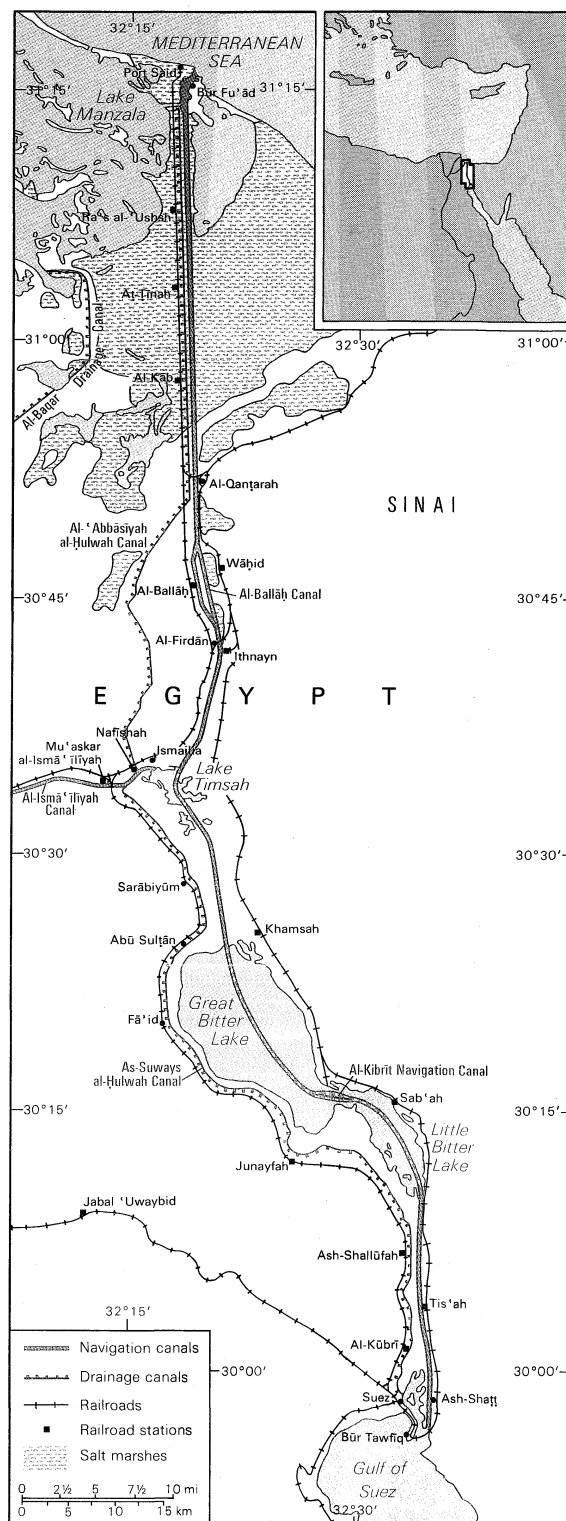 32°15'
MEDITERRANEAN
SEA
Port Said
31°15'
31°15'
Lake
Manzala
Būr Fu'ād
Ra's al-'Ushsh
At-Tīnah
31°00'
32°30'
31°00'
Al-Baqar Drainage Canal
Al-Kāb
Al-Qanṭarah
SINAI
Al-'Abbāsīyah
al-Ḥulwah Canal
Wāḥid
Al-Ballāḥ
Al-Ballāḥ Canal
30°45'
30°45'
Al-Firdān
Ithnayn
EGYPT
Nafīshah
Mu'askar
al-Ismā'īlīyah
Ismailia
Lake
Timsah
Al-Ismā'īlīyah
Canal
30°30'
30°30'
Sarābiyūm
Khamsah
Abū Sulṭān
Great
Bitter
Lake
Fā'id
As-Suways
al-Ḥulwah Canal
Al-Kibrīt Navigation Canal
Sab'ah
30°15'
30°15'
Little
Bitter
Lake
Junayfah
Jabal 'Uwaybid
Ash-Shallūfah
Tis'ah
32°15'
Al-Kūbrī
30°00'
30°00'
Navigation canals
Drainage canals
Railroads
Railroad stations
Salt marshes
Suez
Ash-Shaṭṭ
Būr Tawfīq
Gulf of
Suez
0 2½ 5 7½ 10 mi
0 5 10 15 km
32°30'